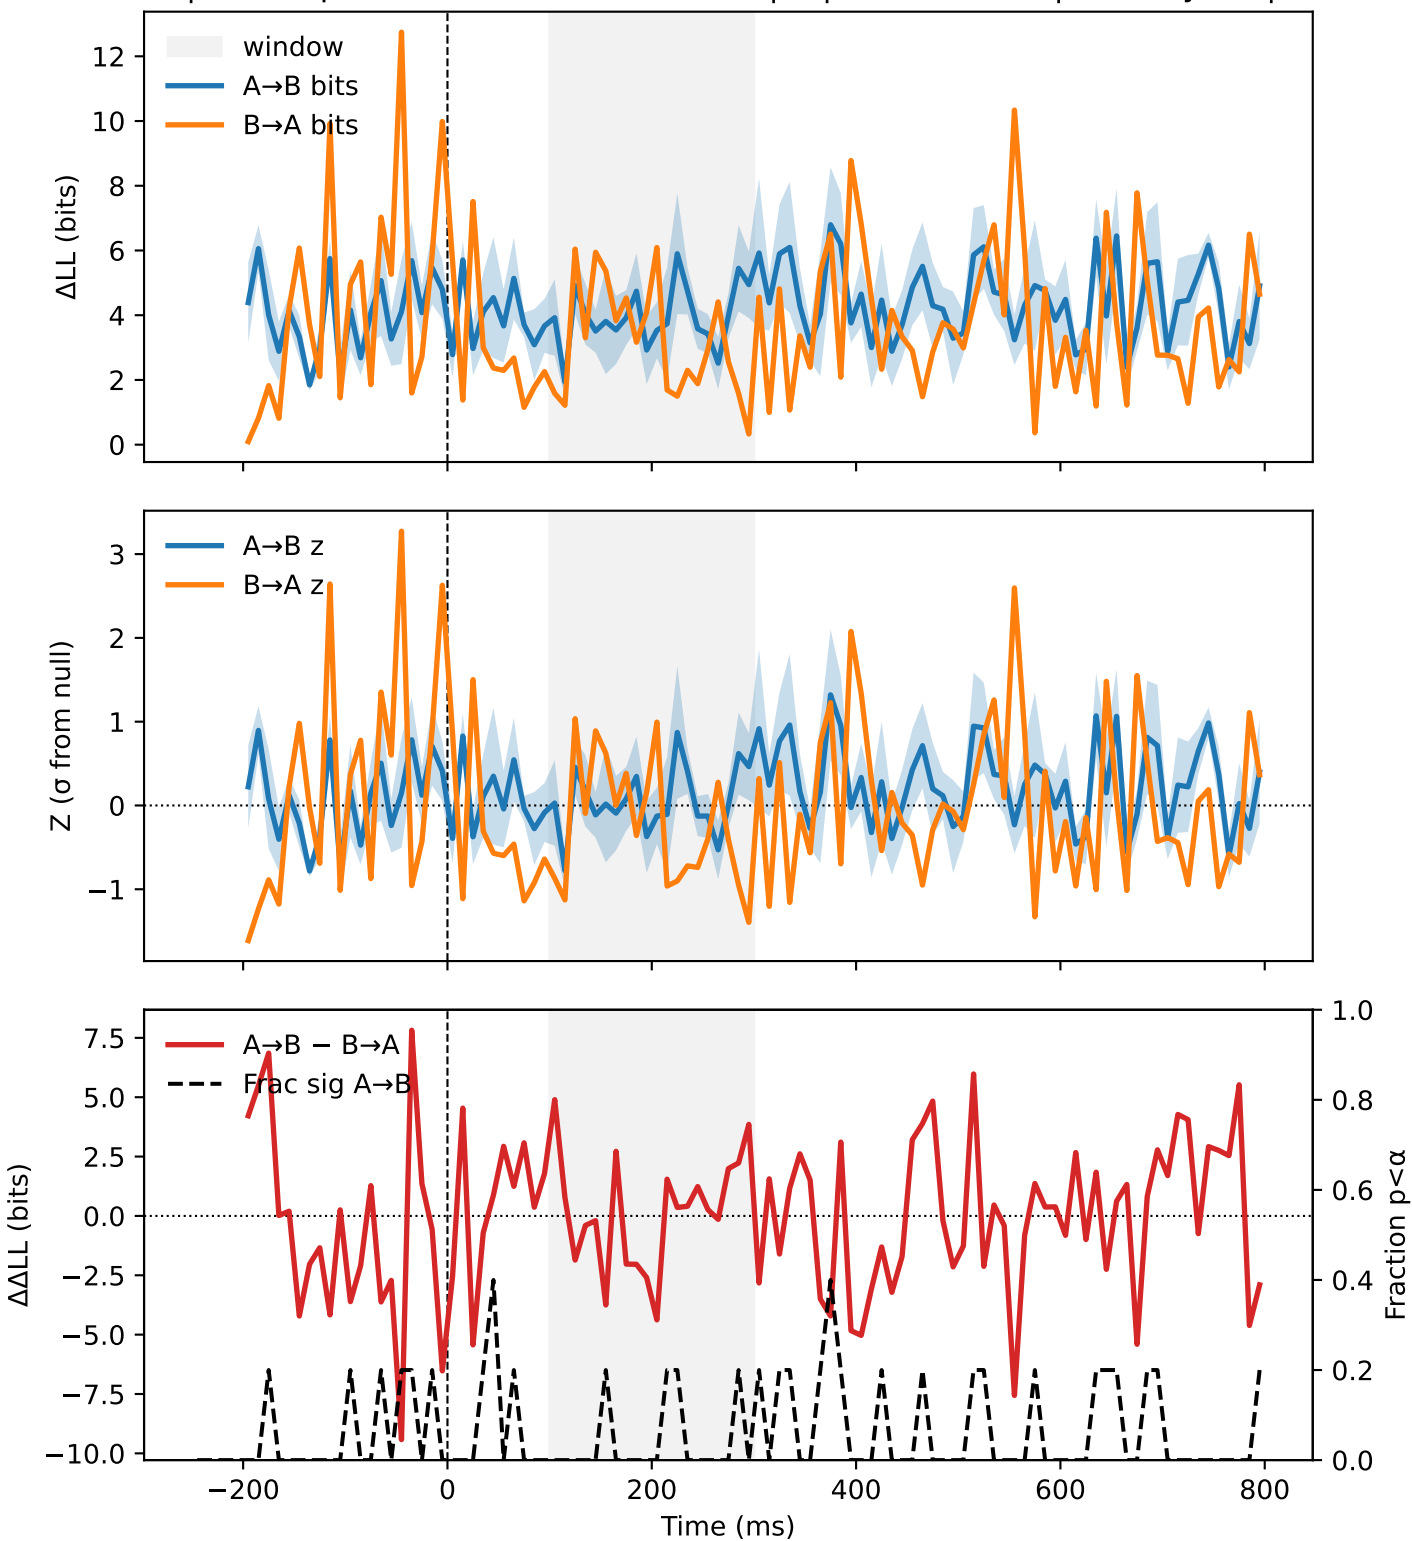 window
A→B bits
B→A bits
12
10
8
6
4
2
0
ΔLL (bits)
A→B z
B→A z
3
2
1
0
−1
Z (σ from null)
A→B − B→A
Frac sig A→B
7.5
5.0
2.5
0.0
−2.5
−5.0
−7.5
−10.0
ΔΔLL (bits)
1.0
0.8
0.6
0.4
0.2
0.0
Fraction p<α
−200 0 200 400 600 800
Time (ms)